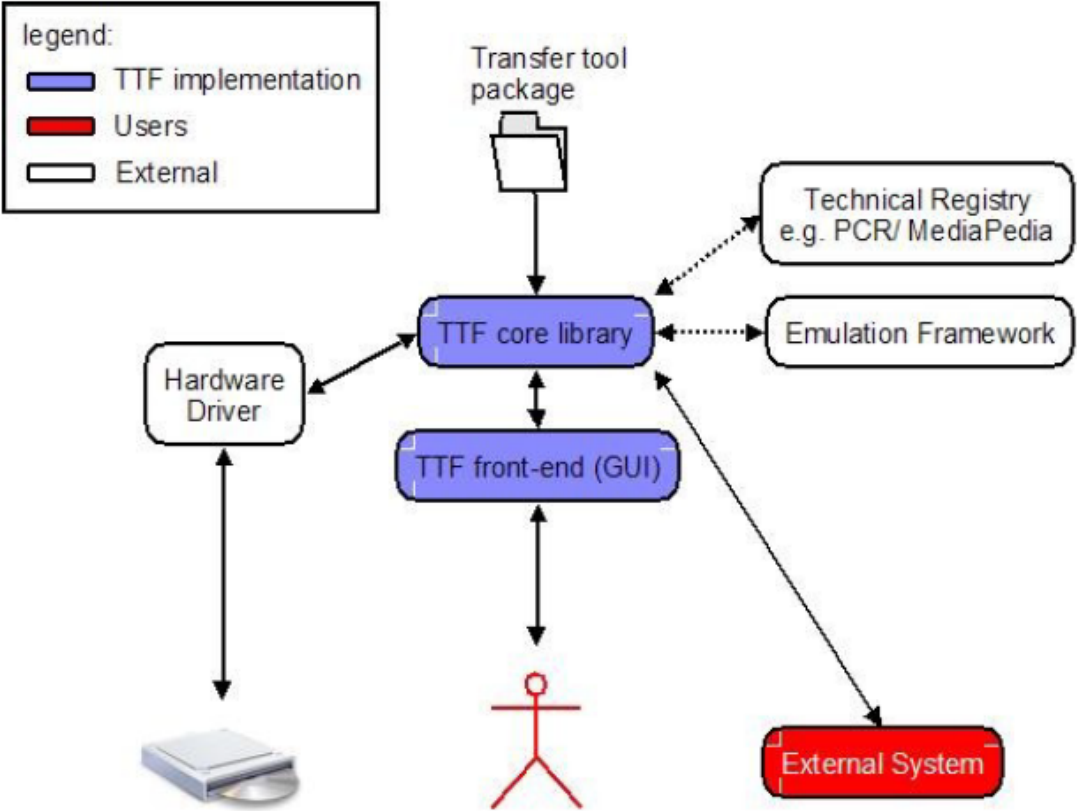 legend:
TTF implementation
Users
External
Transfer tool
package
Technical Registry
e.g. PCR/ MediaPedia
TTF core library
Emulation Framework
Hardware
Driver
TTF front-end (GUI)
External System